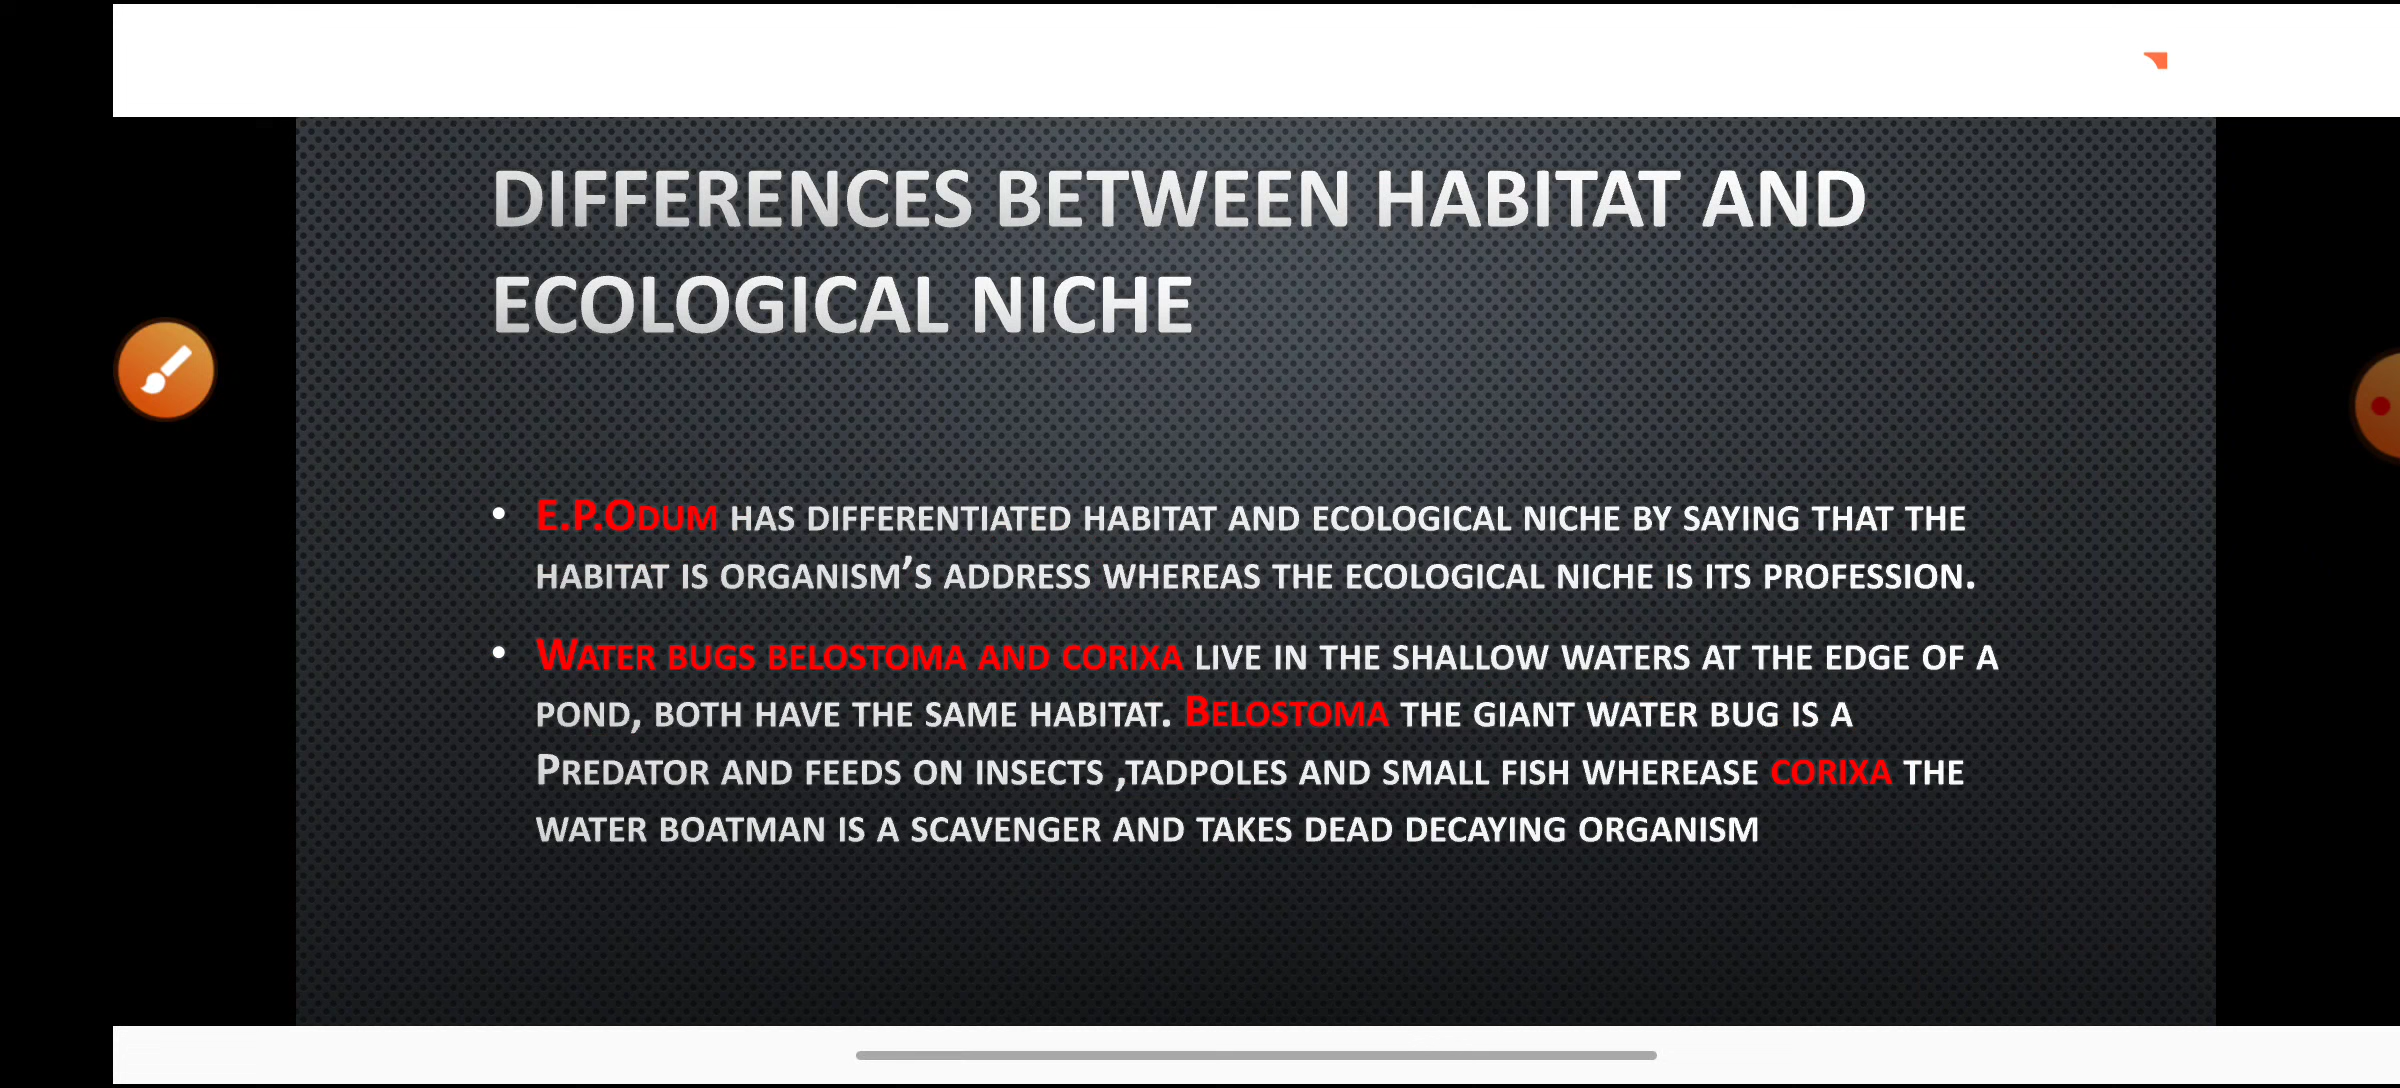 DIFFERENCES BETWEEN HABITAT AND
ECOLOGICAL NICHE
• E.P.ODUM HAS DIFFERENTIATED HABITAT AND ECOLOGICAL NICHE BY SAYING THAT THE
HABITAT IS ORGANISM'S ADDRESS WHEREAS THE ECOLOGICAL NICHE IS ITS PROFESSION.
• WATER BUGS BELOSTOMA AND CORIXA LIVE IN THE SHALLOW WATERS AT THE EDGE OF A
POND, BOTH HAVE THE SAME HABITAT. BELOSTOMA THE GIANT WATER BUG IS A
PREDATOR AND FEEDS ON INSECTS ,TADPOLES AND SMALL FISH WHEREASE CORIXA THE
WATER BOATMAN IS A SCAVENGER AND TAKES DEAD DECAYING ORGANISM